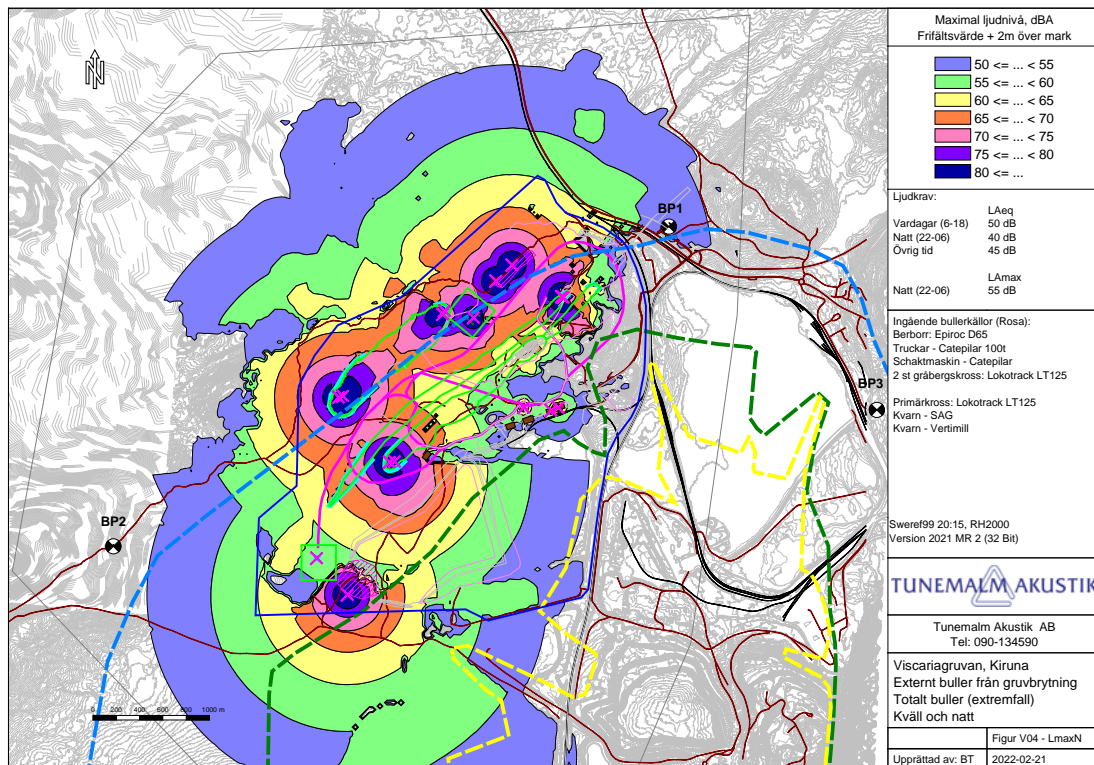 Maximal ljudnivå, dBA
Frifältsvärde + 2m över mark
50 <= ... < 55
55 <= ... < 60
60 <= ... < 65
65 <= ... < 70
70 <= ... < 75
75 <= ... < 80
80 <= ...
Ljudkrav:
LAeq
Vardagar (6-18) 50 dB
Natt (22-06) 40 dB
Övrig tid 45 dB
LAmax
Natt (22-06) 55 dB
Ingående bullerkällor (Rosa):
Berborr: Epiroc D65
Truckar - Catepilar 100t
Schaktmaskin - Catepilar
2 st gråbergskross: Lokotrack LT125
Primärkross: Lokotrack LT125
Kvarn - SAG
Kvarn - Vertimill
Sweref99 20:15, RH2000
Version 2021 MR 2 (32 Bit)
TUNEMALM AKUSTIK
Tunemalm Akustik AB
Tel: 090-134590
Viscariagruvan, Kiruna
Externt buller från gruvbrytning
Totalt buller (extremfall)
Kväll och natt
Figur V04 - LmaxN
Upprättad av: BT 2022-02-21
N
BP1
BP3
BP2
0 200 400 600 800 1000 m